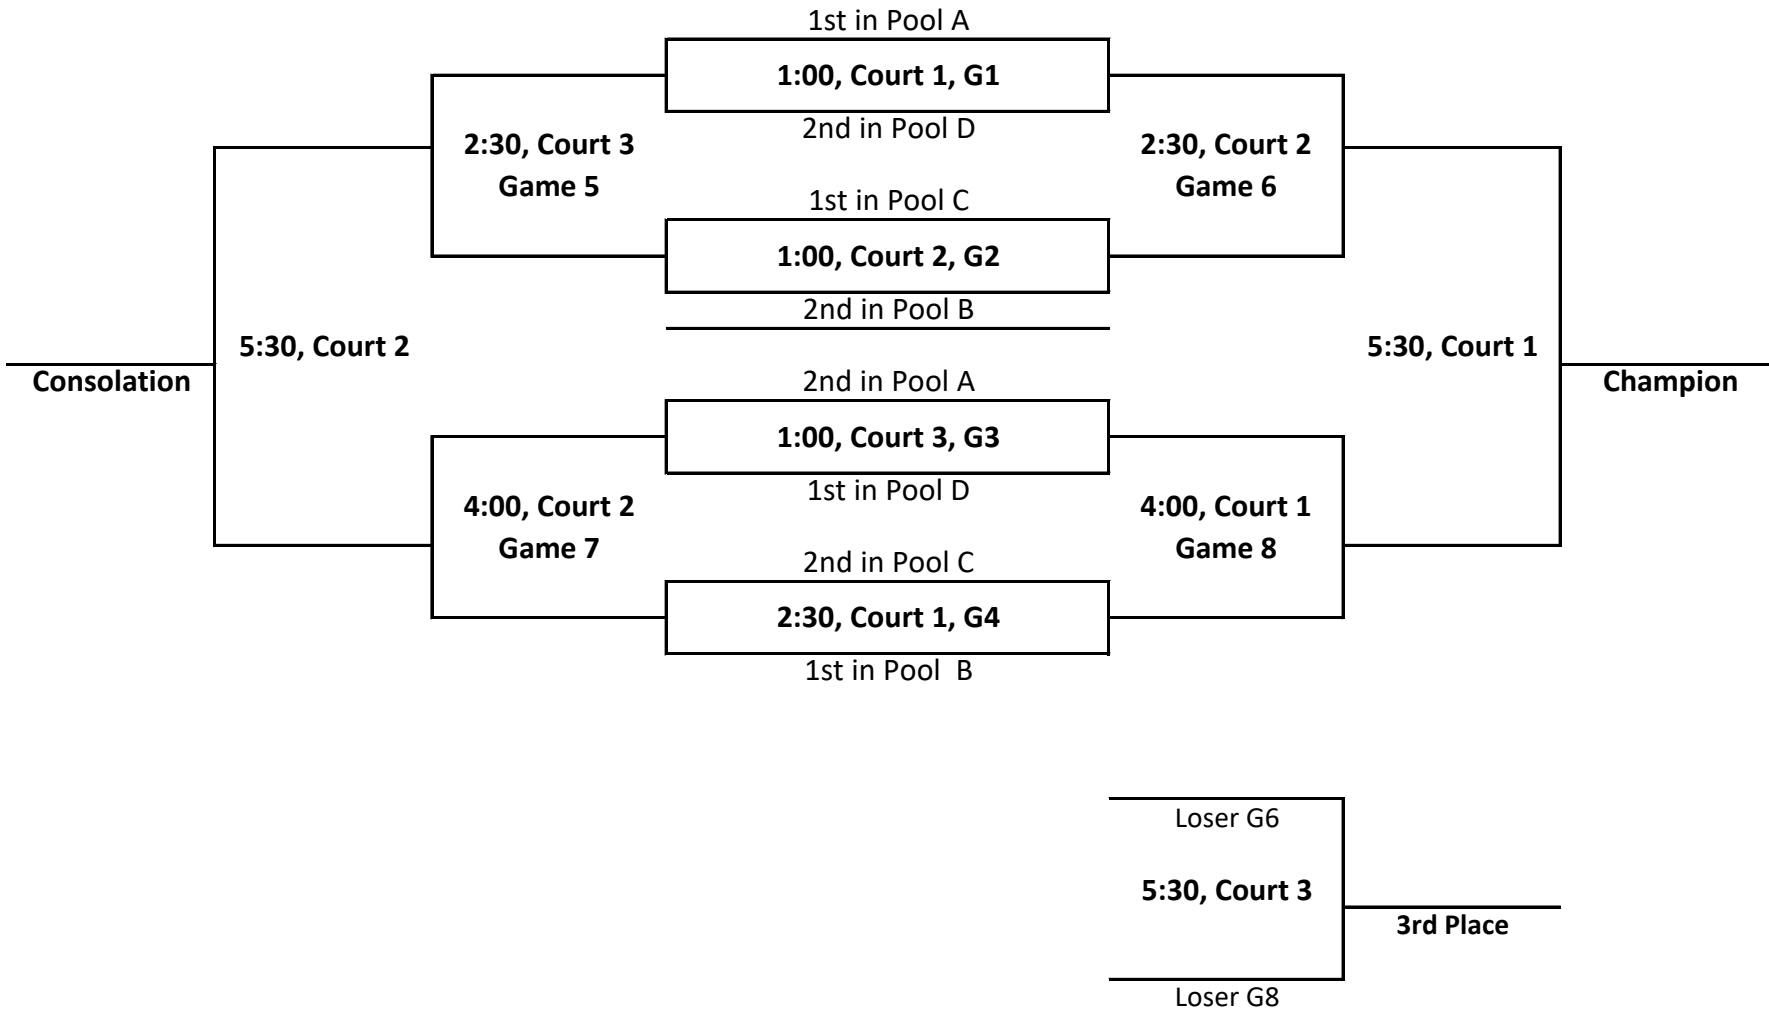 1st in Pool A
1:00, Court 1, G1
2nd in Pool D
2:30, Court 3
Game 5
2:30, Court 2
Game 6
1st in Pool C
1:00, Court 2, G2
2nd in Pool B
5:30, Court 2
5:30, Court 1
Consolation
2nd in Pool A
Champion
1:00, Court 3, G3
1st in Pool D
4:00, Court 2
Game 7
4:00, Court 1
Game 8
2nd in Pool C
2:30, Court 1, G4
1st in Pool  B
Loser G6
5:30, Court 3
3rd Place
Loser G8